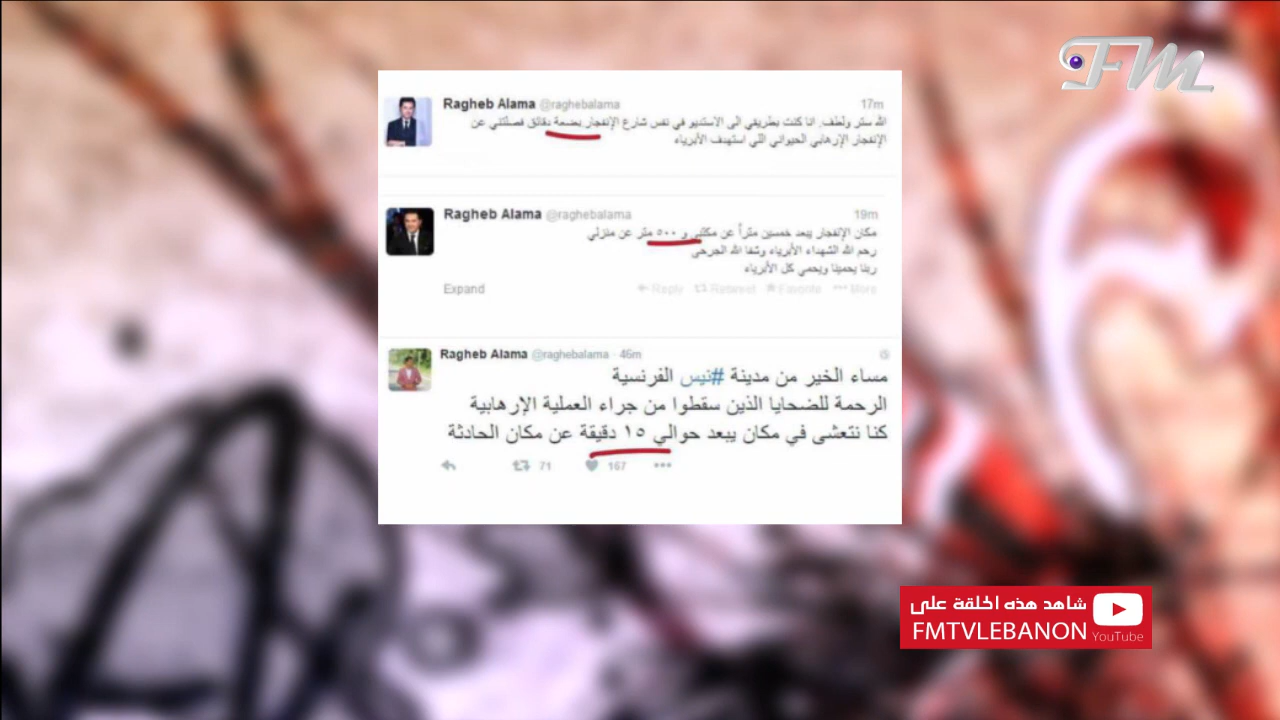 FM
Ragheb Alama @raghebalama 17m
الله ستر ولطف. انا كنت بطريقي الى الاستديو في نفس شارع الإنفجار بضعة دقائق فصلتني عن
الإنفجار الإرهابي الحيواني اللي استهدف الأبرياء
Ragheb Alama @raghebalama 19m
مكان الإنفجار يبعد خمسين متراً عن مكتبي و ٥٠٠ متر عن منزلي
رحم الله الشهداء الأبرياء وشفا الله الجرحى
ربنا يحمينا ويحمي كل الأبرياء
Expand Reply Retweet Favorite More
Ragheb Alama @raghebalama · 46m
مساء الخير من مدينة #نيس الفرنسية
الرحمة للضحايا الذين سقطوا من جراء العملية الإرهابية
كنا نتعشى في مكان يبعد حوالي ١٥ دقيقة عن مكان الحادثة
71 167
شاهد هذه الحلقة على
FMTVLEBANON YouTube